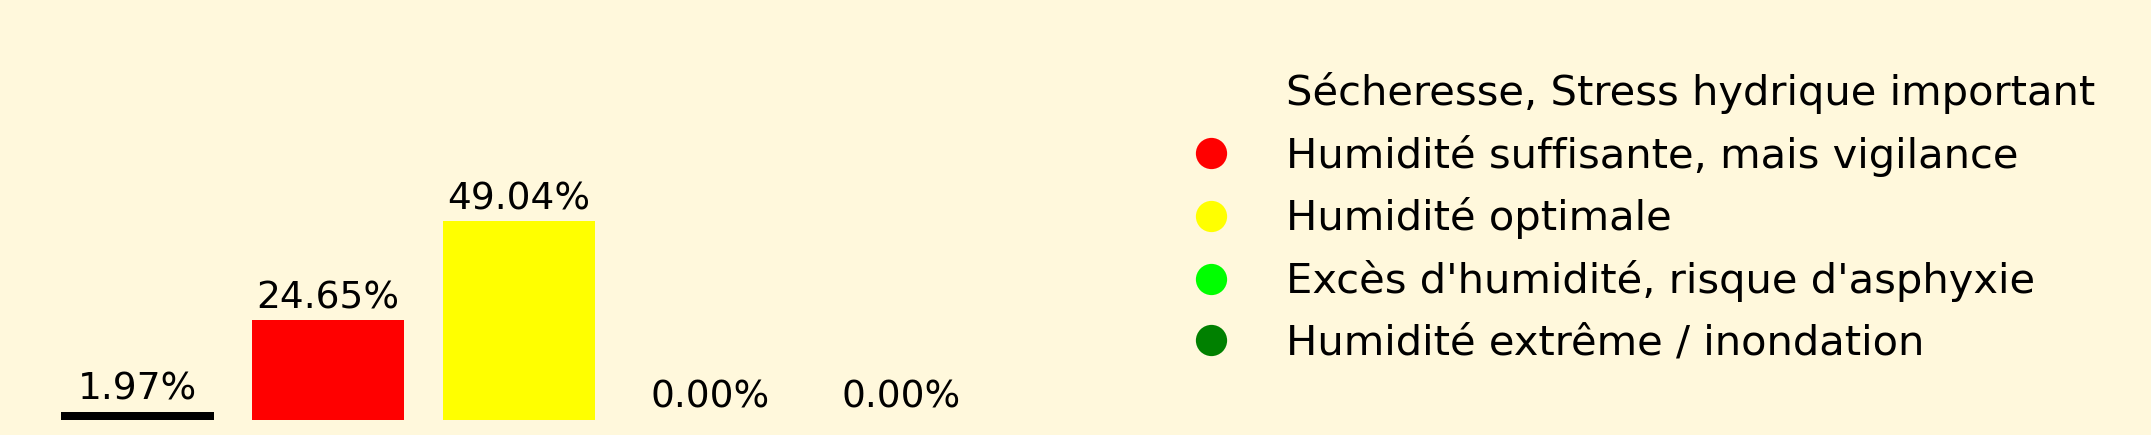 1.97%
24.65%
49.04%
0.00%
0.00%
Sécheresse, Stress hydrique important
Humidité suffisante, mais vigilance
Humidité optimale
Excès d'humidité, risque d'asphyxie
Humidité extrême / inondation